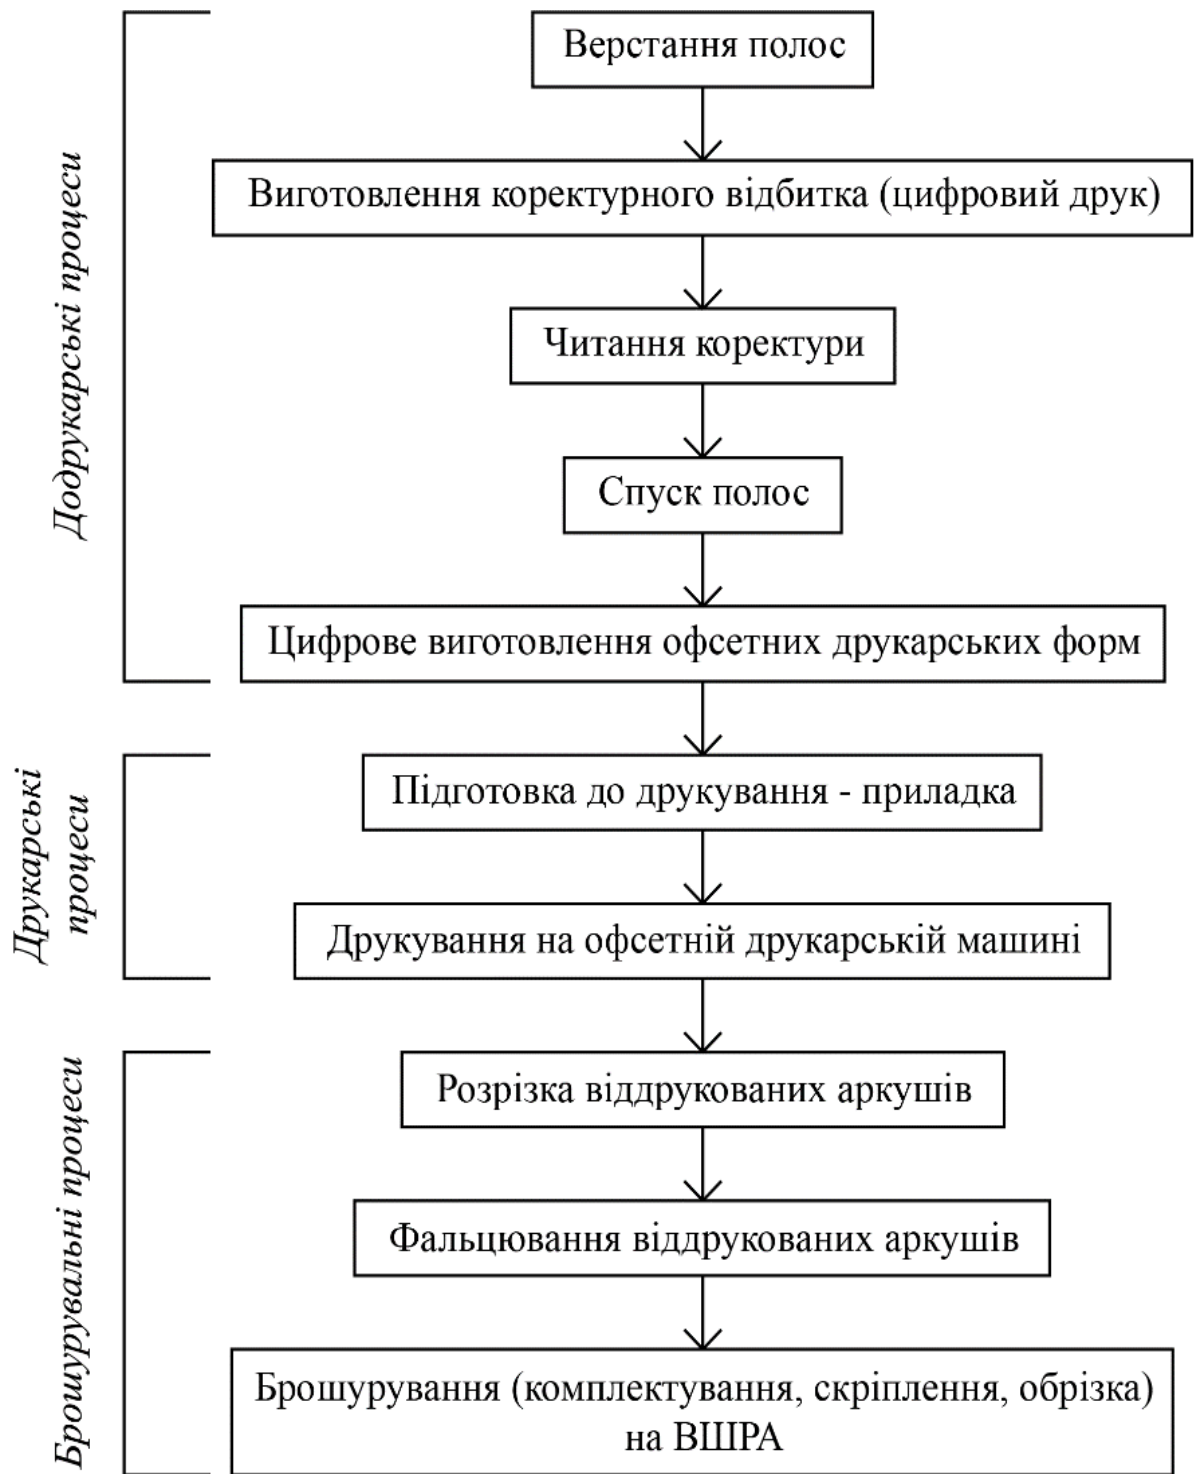 Додрукарські процеси
Верстання полос
Виготовлення коректурного відбитка (цифровий друк)
Читання коректури
Спуск полос
Цифрове виготовлення офсетних друкарських форм
Друкарські
процеси
Підготовка до друкування - приладка
Друкування на офсетній друкарській машині
Брошурувальні процеси
Розрізка віддрукованих аркушів
Фальцювання віддрукованих аркушів
Брошурування (комплектування, скріплення, обрізка)
на ВШРА